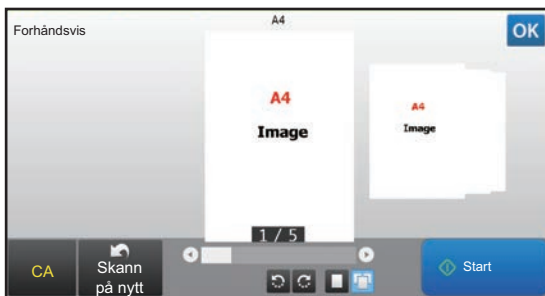 A4
Forhåndsvis
OK
A4
Image
A4
Image
1 / 5
CA
Skann
på nytt
Start